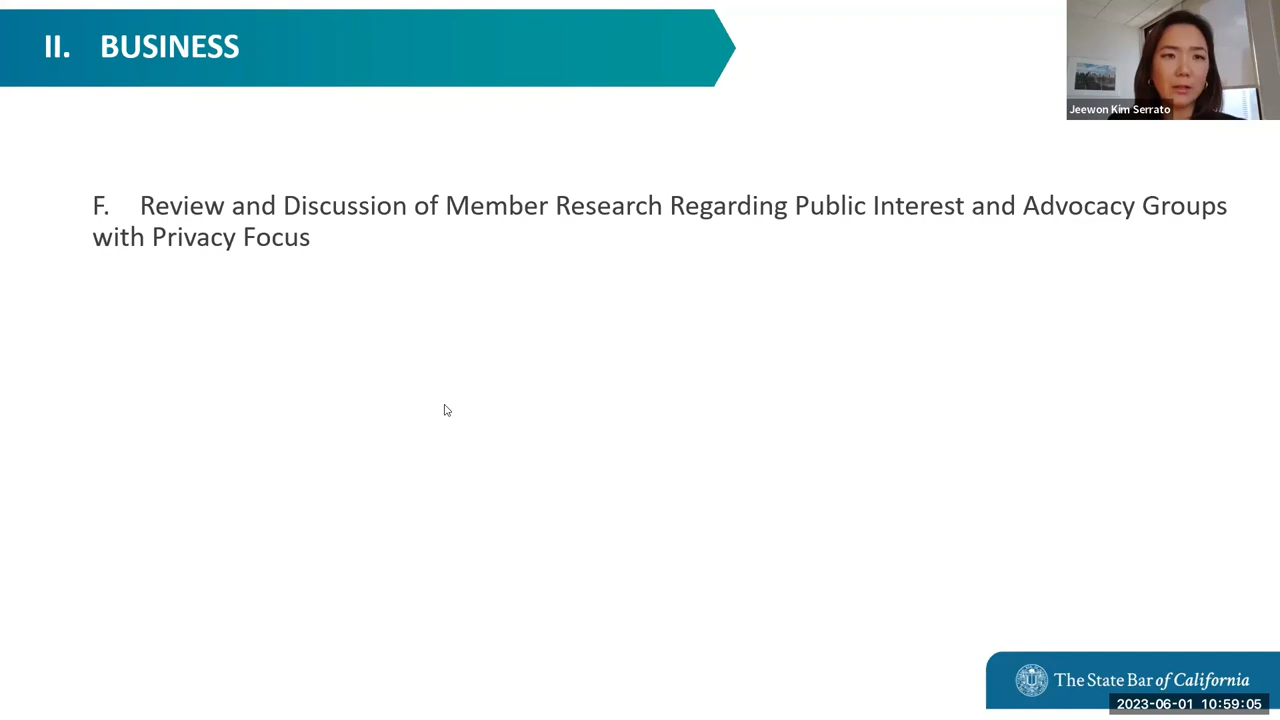 II. BUSINESS
Jeewon Kim Serrato
F. Review and Discussion of Member Research Regarding Public Interest and Advocacy Groups
with Privacy Focus
The State Bar of California
2023-06-01 10:59:05